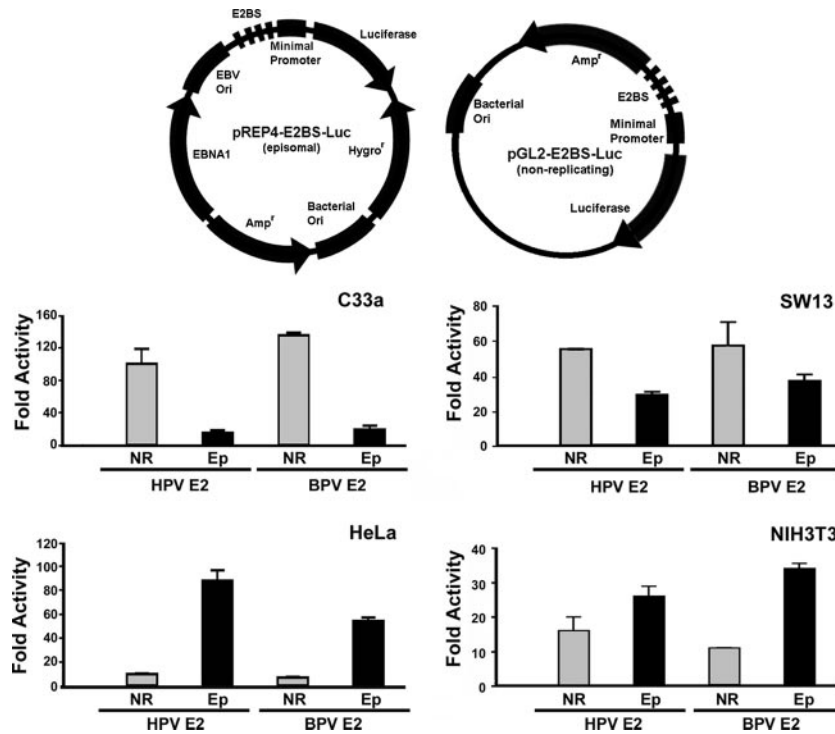 E2BS
Minimal
Promoter
Luciferase
EBV
Ori
pREP4-E2BS-Luc
(episomal)
EBNA1
Hygro^r
Amp^r
Bacterial
Ori
Amp^r
E2BS
Bacterial
Ori
Minimal
Promoter
pGL2-E2BS-Luc
(non-replicating)
Luciferase
C33a
Fold Activity
160
120
80
40
0
NR Ep NR Ep
HPV E2 BPV E2
SW13
Fold Activity
80
60
40
20
0
NR Ep NR Ep
HPV E2 BPV E2
HeLa
Fold Activity
120
100
80
60
40
20
0
NR Ep NR Ep
HPV E2 BPV E2
NIH3T3
Fold Activity
40
30
20
10
0
NR Ep NR Ep
HPV E2 BPV E2